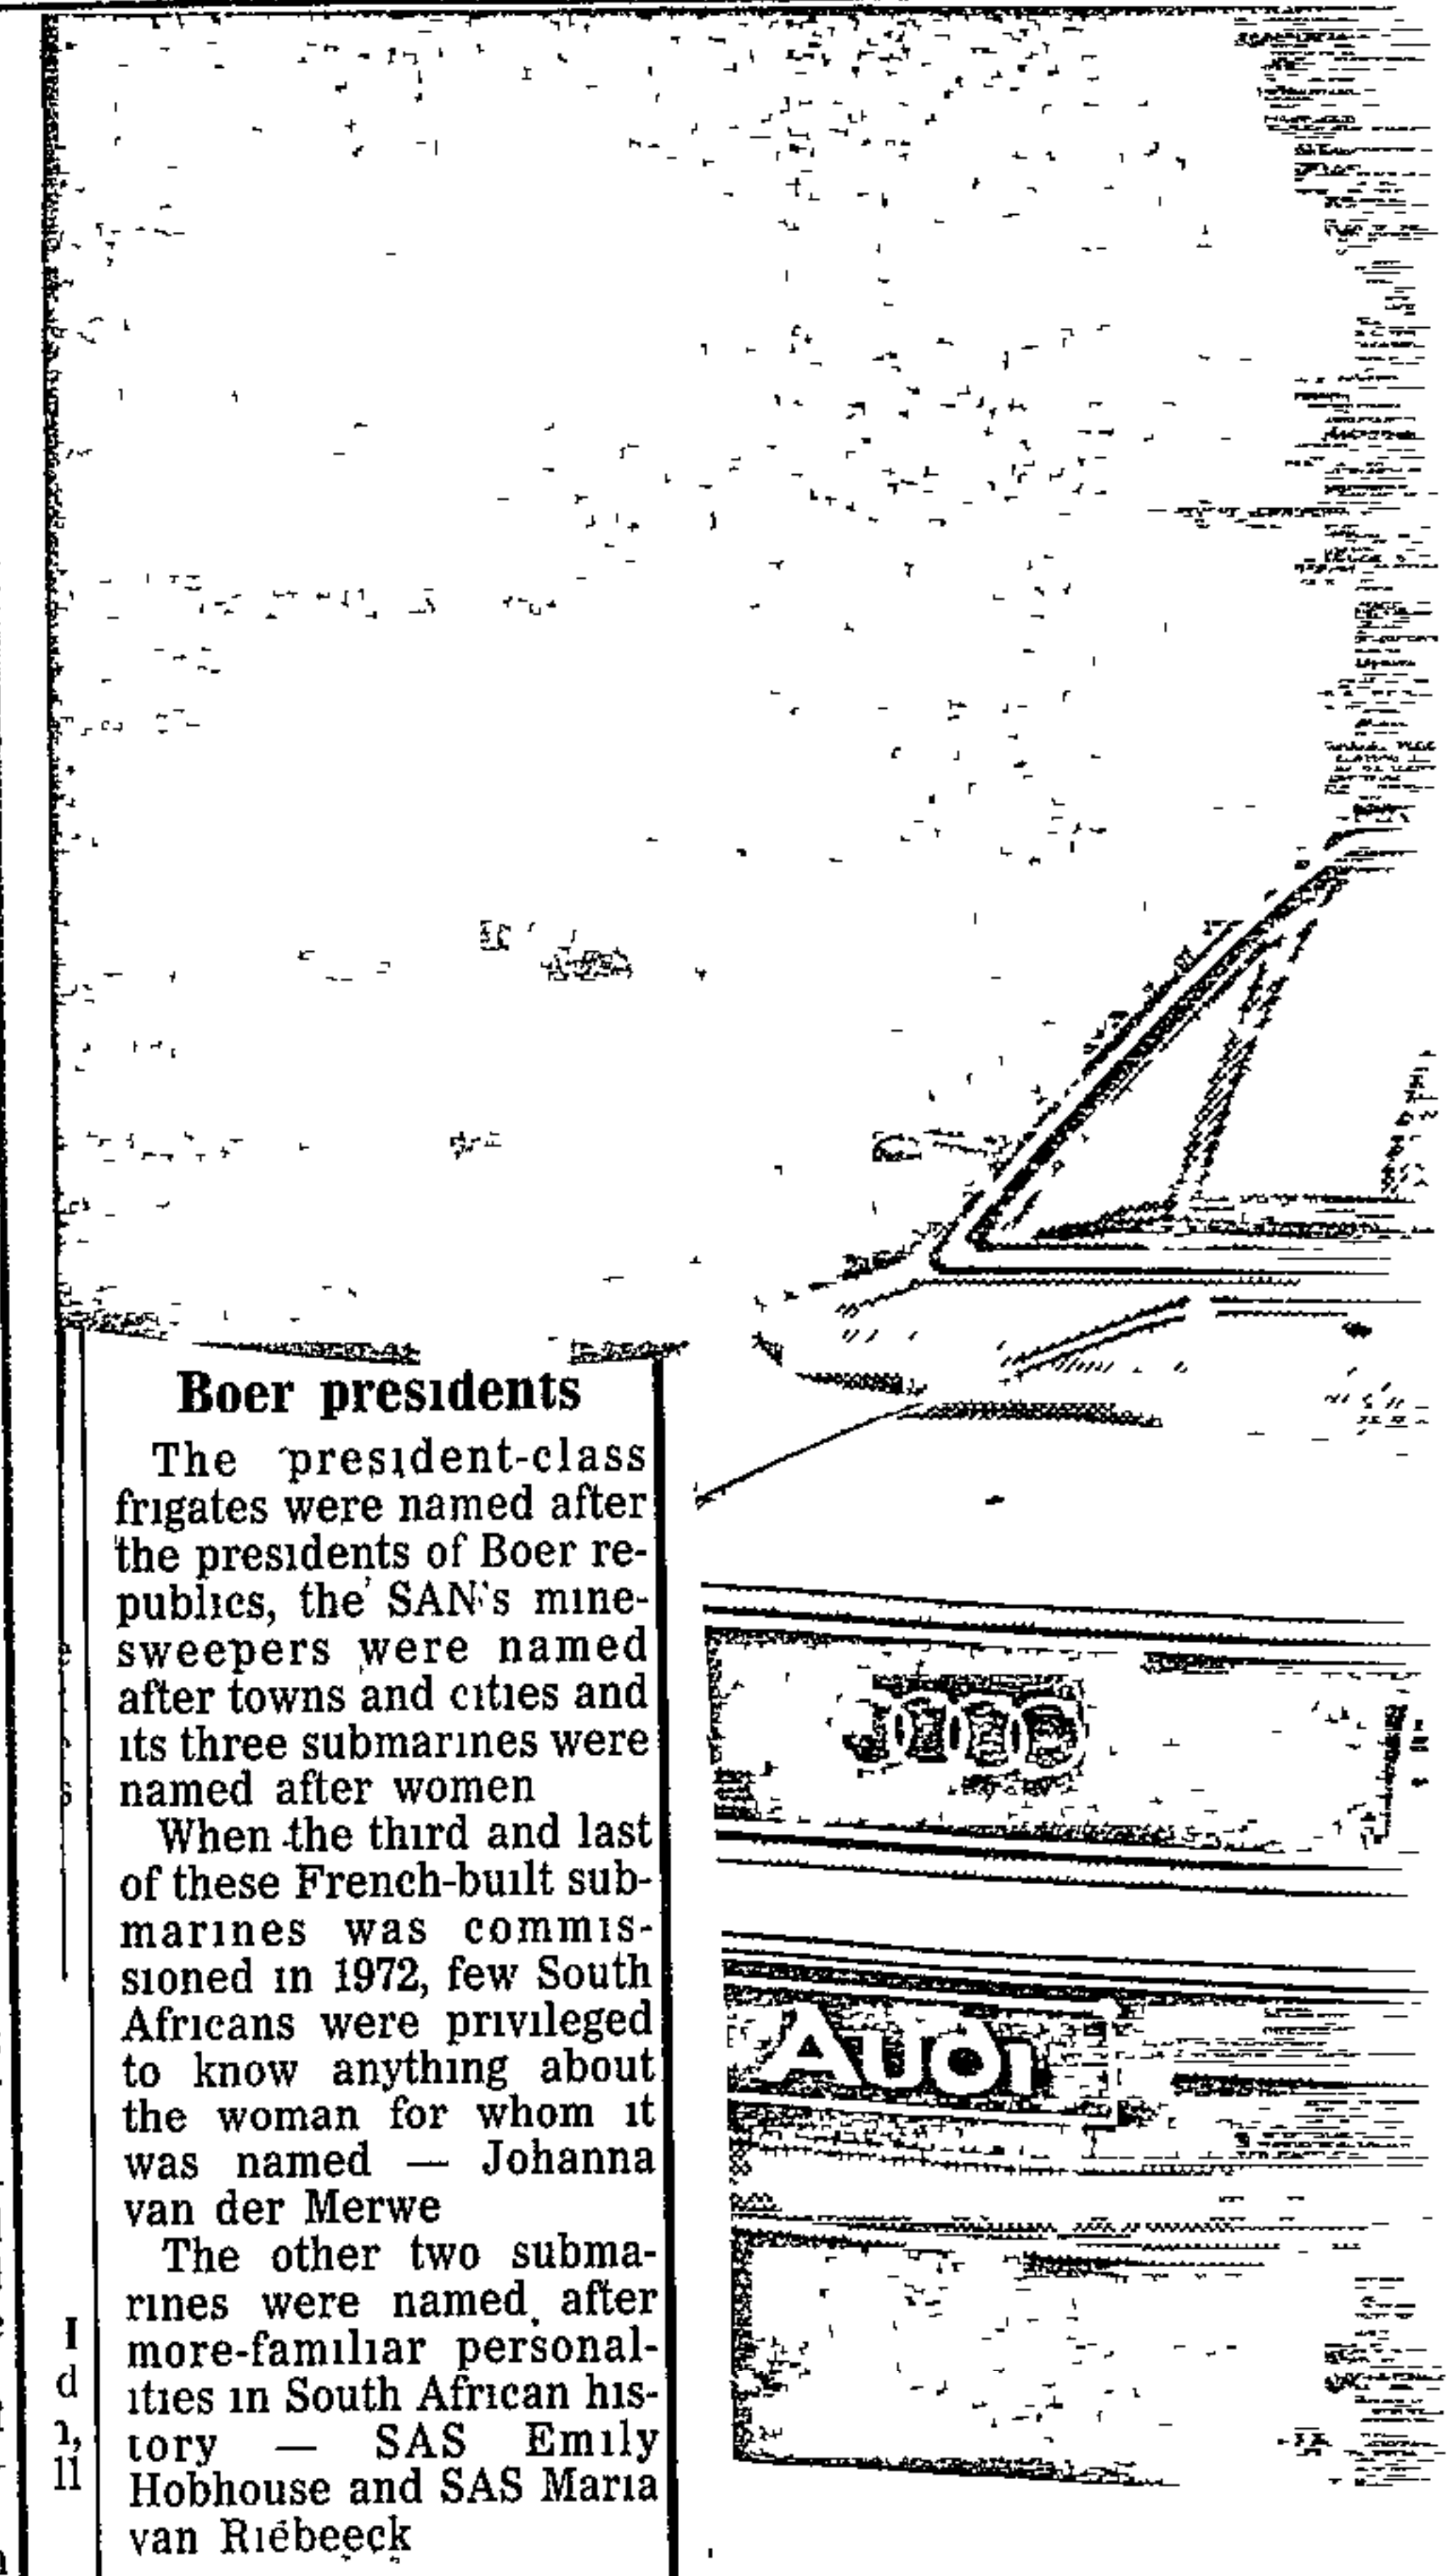 Boer presidents
The president-class
frigates were named after
the presidents of Boer re-
publics, the SAN's mine-
sweepers were named
after towns and cities and
its three submarines were
named after women
When the third and last
of these French-built sub-
marines was commis-
sioned in 1972, few South
Africans were privileged
to know anything about
the woman for whom it
was named — Johanna
van der Merwe
The other two subma-
rines were named after
more-familiar personal-
ities in South African his-
tory — SAS Emily
Hobhouse and SAS Maria
van Riebeeck
I
d
ll
Audi